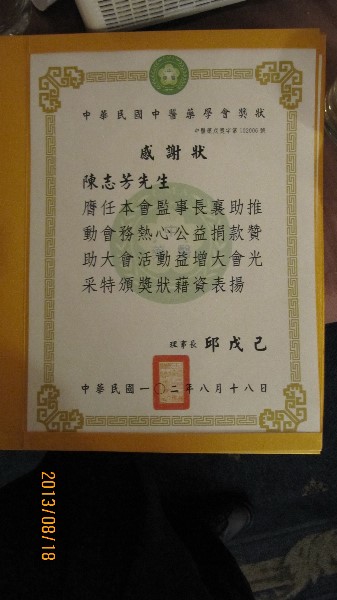 中華民國中醫藥學會獎狀
感謝狀
陳志芳先生
膺任本會監事長襄助推
動會務熱心公益捐款贊
助大會活動益增大會光
采特頒獎狀藉資表揚
理事長 邱戊己
中華民國一〇二年八月十八日
2013/08/18